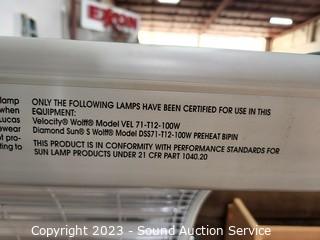 EXXON
lamp
when
Lucas
ewear
ot pro-
ting to
ONLY THE FOLLOWING LAMPS HAVE BEEN CERTIFIED FOR USE IN THIS
EQUIPMENT:
Velocity® Wolff® Model VEL 71-T12-100W
Diamond Sun® S Wolff® Model DSS71-T12-100W PREHEAT BIPIN
THIS PRODUCT IS IN CONFORMITY WITH PERFORMANCE STANDARDS FOR
SUN LAMP PRODUCTS UNDER 21 CFR PART 1040.20
Copyright 2023 - Sound Auction Service